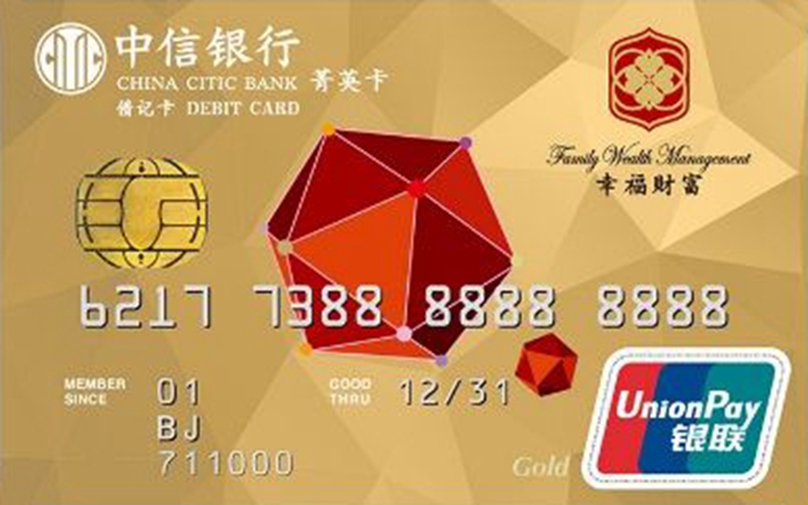 中信银行
CHINA CITIC BANK 菁英卡
借记卡 DEBIT CARD
Family Wealth Management
幸福财富
6217 7388 8888 8888
MEMBER SINCE 01
GOOD THRU 12/31
BJ
711000
Gold
UnionPay
银联